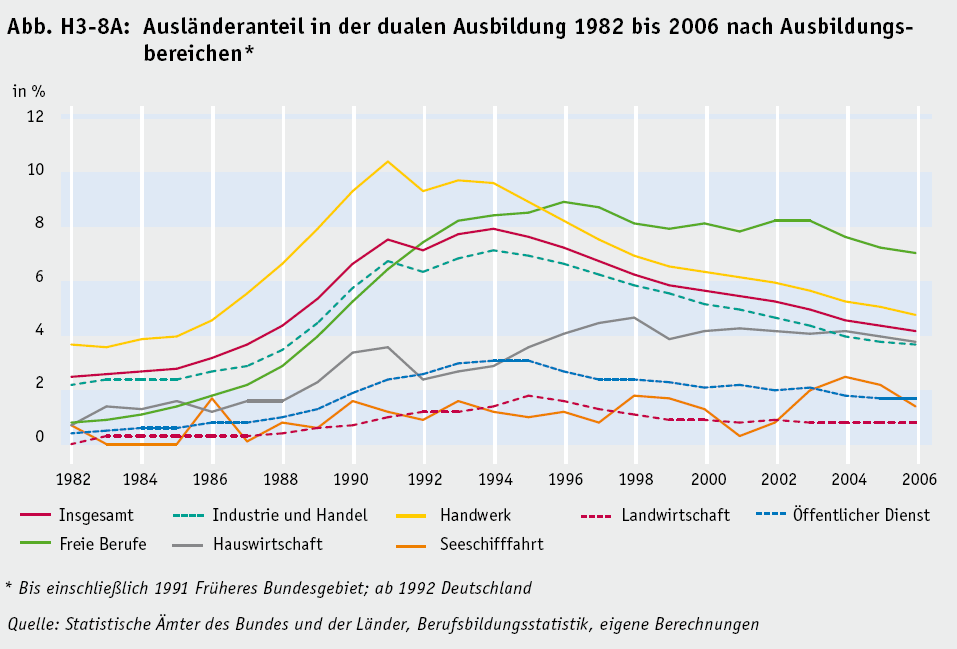 Abb. H3-8A: Ausländeranteil in der dualen Ausbildung 1982 bis 2006 nach Ausbildungs-
bereichen*
in %
12
10
8
6
4
2
0
1982 1984 1986 1988 1990 1992 1994 1996 1998 2000 2002 2004 2006
Insgesamt Industrie und Handel Handwerk Landwirtschaft Öffentlicher Dienst
Freie Berufe Hauswirtschaft Seeschifffahrt
* Bis einschließlich 1991 Früheres Bundesgebiet; ab 1992 Deutschland
Quelle: Statistische Ämter des Bundes und der Länder, Berufsbildungsstatistik, eigene Berechnungen